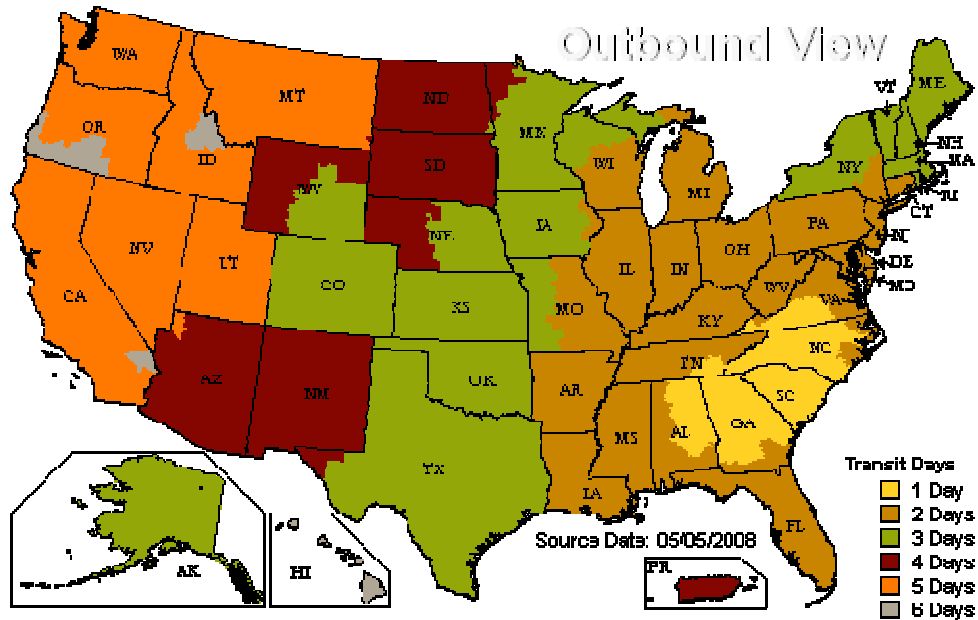 Outbound View
WA
MT
ND
MN
VT
ME
OR
ID
SD
WI
MI
NY
NH
MA
RI
CT
WY
NE
IA
PA
NJ
NV
UT
CO
IL
IN
OH
DE
MD
CA
KS
MO
WV
VA
KY
AZ
NM
OK
AR
TN
NC
SC
TX
MS
AL
GA
LA
FL
Transit Days
1 Day
2 Days
3 Days
4 Days
5 Days
6 Days
Source Date: 05/05/2008
AK
HI
PR